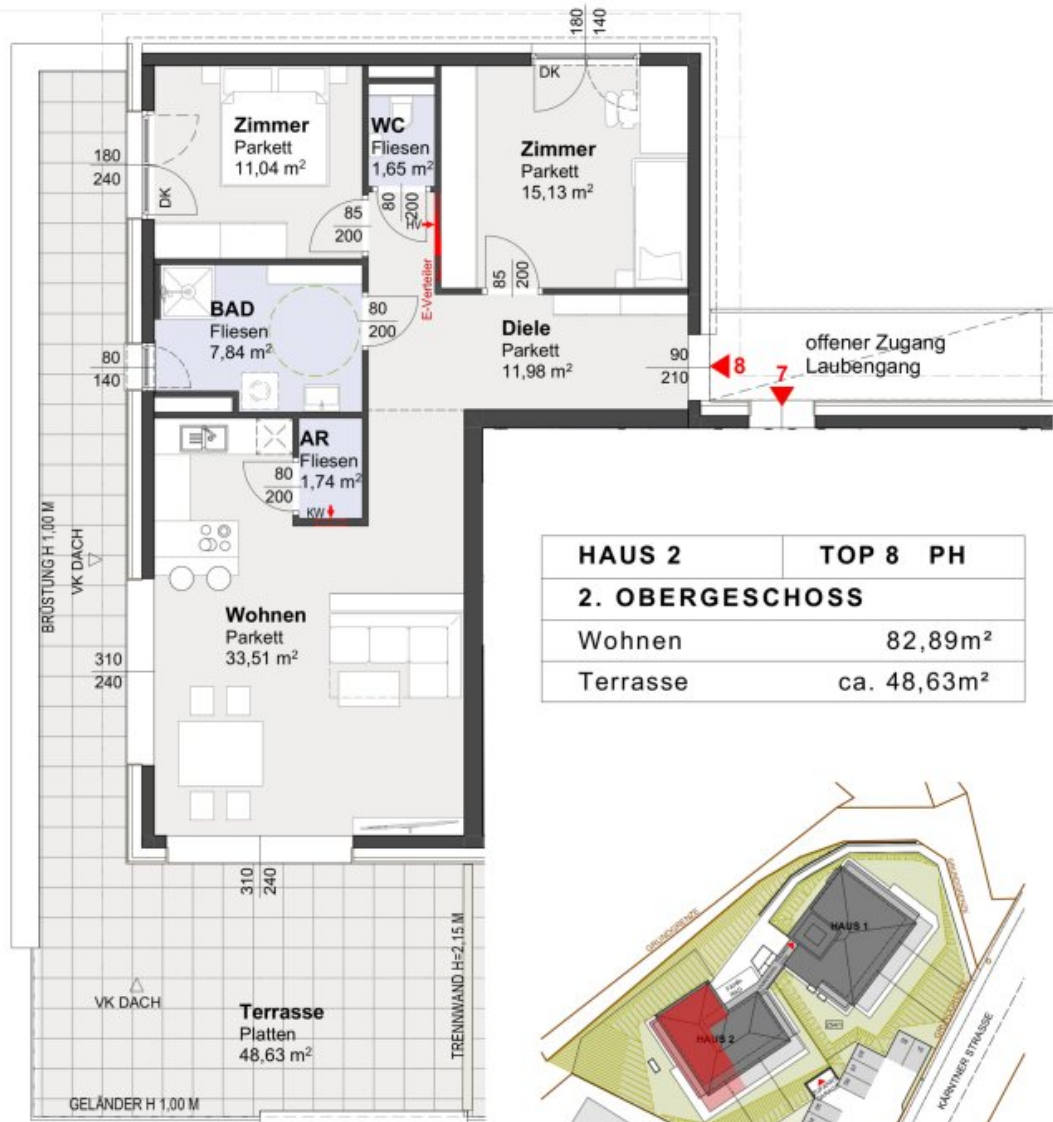 180
140
DK
Zimmer
Parkett
11,04 m²
WC
Fliesen
1,65 m²
Zimmer
Parkett
15,13 m²
180
240
DK
85
200
80
200
HV
E-Verteiler
85
200
BAD
Fliesen
7,84 m²
80
200
Diele
Parkett
11,98 m²
90
210
8
7
offener Zugang
Laubengang
80
140
AR
Fliesen
1,74 m²
80
200
KW
BRÜSTUNG H 1,00 M
VK DACH
Wohnen
Parkett
33,51 m²
310
240
HAUS 2 TOP 8 PH
2. OBERGESCHOSS
Wohnen 82,89m²
Terrasse ca. 48,63m²
310
240
TRENNWAND H=2,15 M
VK DACH
Terrasse
Platten
48,63 m²
GELÄNDER H 1,00 M
GRUNDGRENZE
GRUNDGRENZE
HAUS 1
HAUS 2
GRUNDGRENZE
KÄRNTNER STRASSE